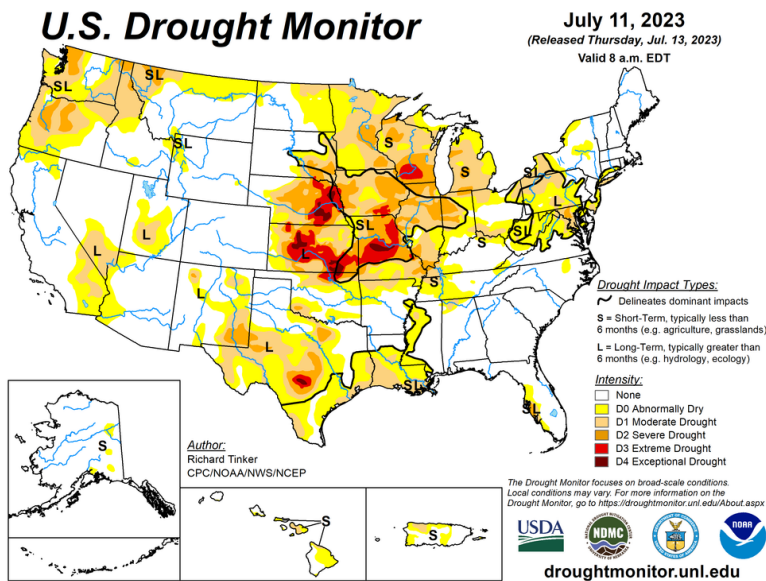 U.S. Drought Monitor
July 11, 2023
(Released Thursday, Jul. 13, 2023)
Valid 8 a.m. EDT
SL
SL
SL
S
S
SL
L
SL
S
SL
L
L
L
S
L
L
SL
SL
S
S
S
Drought Impact Types:
Delineates dominant impacts
S = Short-Term, typically less than
6 months (e.g. agriculture, grasslands)
L = Long-Term, typically greater than
6 months (e.g. hydrology, ecology)
Intensity:
None
D0 Abnormally Dry
D1 Moderate Drought
D2 Severe Drought
D3 Extreme Drought
D4 Exceptional Drought
Author:
Richard Tinker
CPC/NOAA/NWS/NCEP
The Drought Monitor focuses on broad-scale conditions.
Local conditions may vary. For more information on the
Drought Monitor, go to https://droughtmonitor.unl.edu/About.aspx
USDA
NDMC
NOAA
droughtmonitor.unl.edu